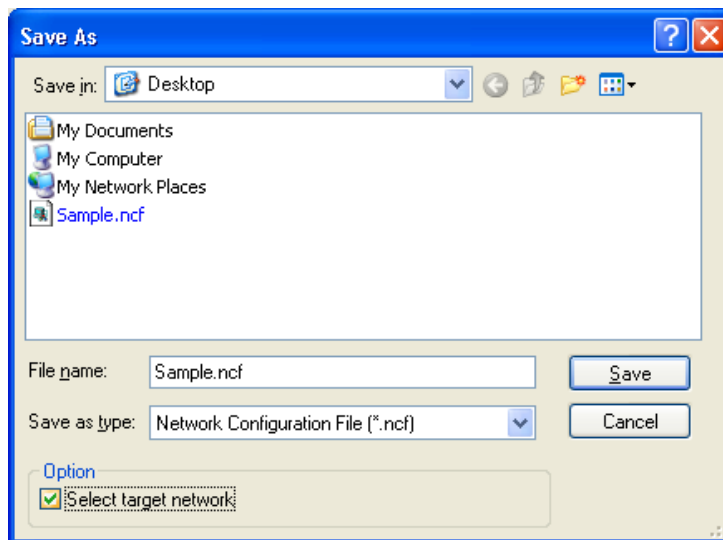 Save As
Save in: Desktop
My Documents
My Computer
My Network Places
Sample.ncf
File name: Sample.ncf Save
Save as type: Network Configuration File (*.ncf) Cancel
Option
Select target network